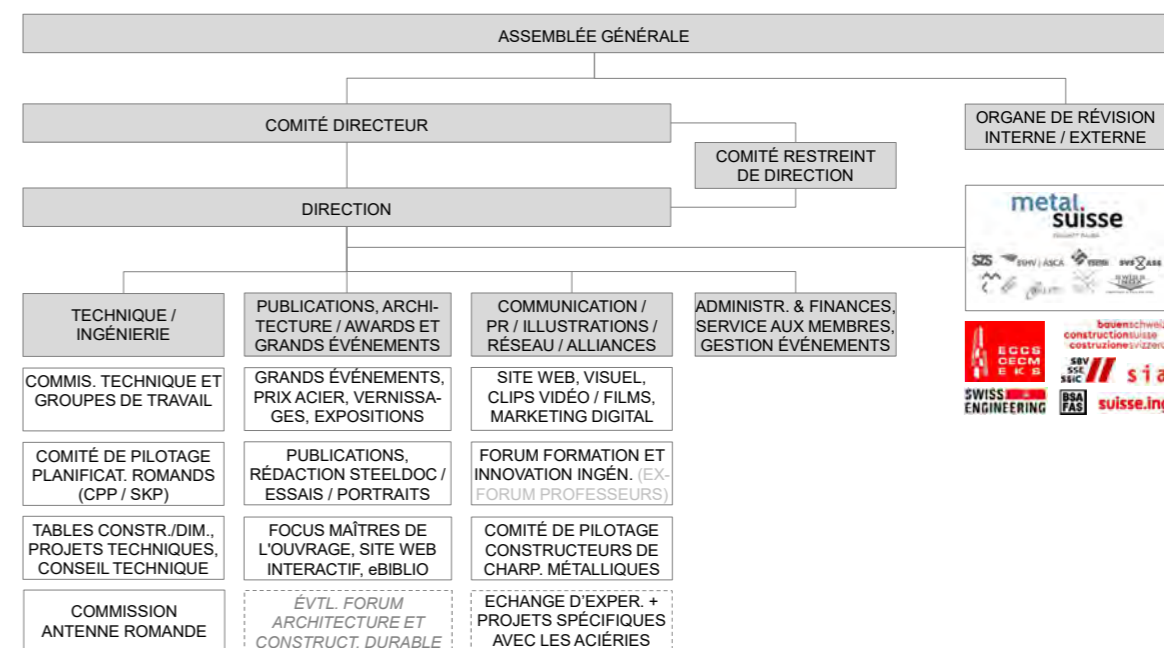 ASSEMBLÉE GÉNÉRALE
COMITÉ DIRECTEUR
ORGANE DE RÉVISION
INTERNE / EXTERNE
COMITÉ RESTREINT
DE DIRECTION
DIRECTION
metal.
suisse
SZS
bauenschweiz
constructionsuisse
costruzionesvizzera
ECCS
CECM
EKS
SBV
SSE
SSIC
sia
SWISS
ENGINEERING
BSA
FAS
suisse.ing
TECHNIQUE /
INGÉNIERIE
COMMIS. TECHNIQUE ET
GROUPES DE TRAVAIL
COMITÉ DE PILOTAGE
PLANIFICAT. ROMANDS
(CPP / SKP)
TABLES CONSTR./DIM.,
PROJETS TECHNIQUES,
CONSEIL TECHNIQUE
COMMISSION
ANTENNE ROMANDE
PUBLICATIONS, ARCHI-
TECTURE / AWARDS ET
GRANDS ÉVÉNEMENTS
GRANDS ÉVÉNEMENTS,
PRIX ACIER, VERNISSA-
GES, EXPOSITIONS
PUBLICATIONS,
RÉDACTION STEELDOC /
ESSAIS / PORTRAITS
FOCUS MAÎTRES DE
L'OUVRAGE, SITE WEB
INTERACTIF, eBIBLIO
ÉVTL. FORUM
ARCHITECTURE ET
CONSTRUCT. DURABLE
COMMUNICATION /
PR / ILLUSTRATIONS /
RÉSEAU / ALLIANCES
SITE WEB, VISUEL,
CLIPS VIDÉO / FILMS,
MARKETING DIGITAL
FORUM FORMATION ET
INNOVATION INGÉN. (EX-
FORUM PROFESSEURS)
COMITÉ DE PILOTAGE
CONSTRUCTEURS DE
CHARP. MÉTALLIQUES
ECHANGE D'EXPER. +
PROJETS SPÉCIFIQUES
AVEC LES ACIÉRIES
ADMINISTR. & FINANCES,
SERVICE AUX MEMBRES,
GESTION ÉVÉNEMENTS